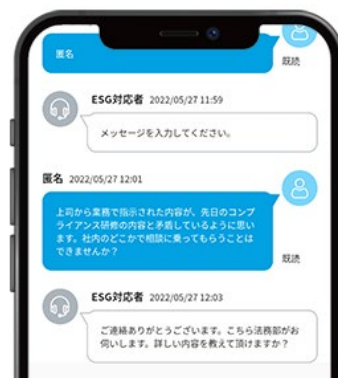 匿名
既読
ESG対応者 2022/05/27 11:59
メッセージを入力してください。
匿名 2022/05/27 12:01
上司から業務で指示された内容が、先日のコンプ
ライアンス研修の内容と矛盾しているように思い
ます。社内のどこかで相談に乗ってもらうことは
できませんか？
既読
ESG対応者 2022/05/27 12:03
ご連絡ありがとうございます。こちら法務部がお
伺いします。詳しい内容を教えて頂けますか？